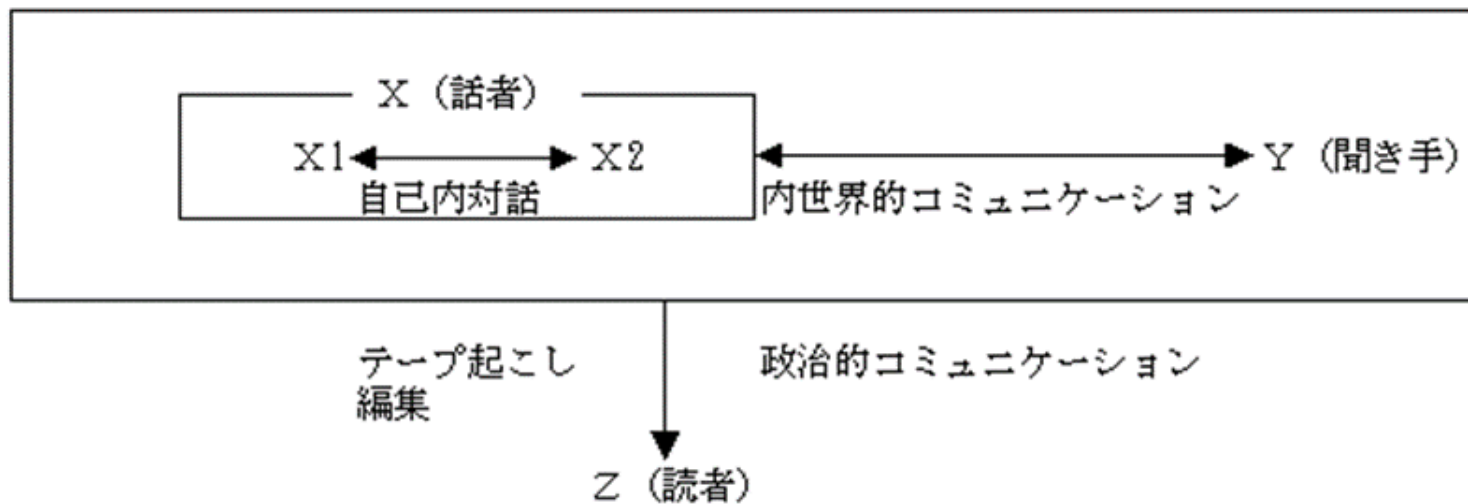 X (話者)
X1 X2 Y (聞き手)
自己内対話 内世界的コミュニケーション
テープ起こし 政治的コミュニケーション
編集
Z (読者)